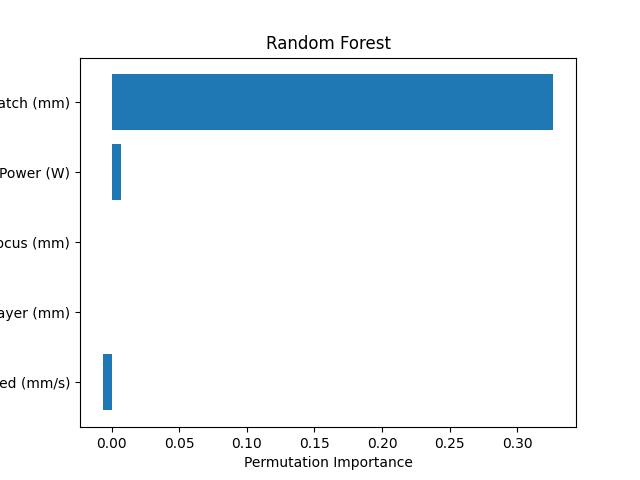 Random Forest
atch (mm)
Power (W)
ocus (mm)
ayer (mm)
ed (mm/s)
0.00 0.05 0.10 0.15 0.20 0.25 0.30
Permutation Importance